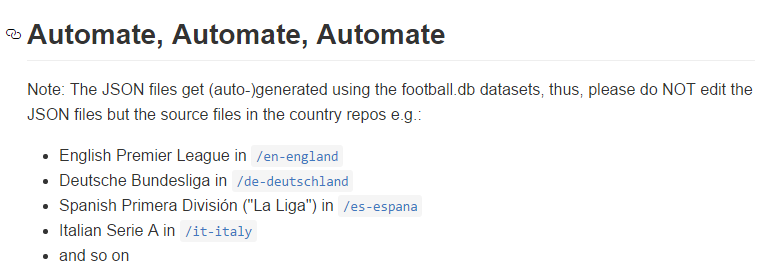 Automate, Automate, Automate
Note: The JSON files get (auto-)generated using the football.db datasets, thus, please do NOT edit the
JSON files but the source files in the country repos e.g.:
• English Premier League in /en-england
• Deutsche Bundesliga in /de-deutschland
• Spanish Primera División ("La Liga") in /es-espana
• Italian Serie A in /it-italy
• and so on